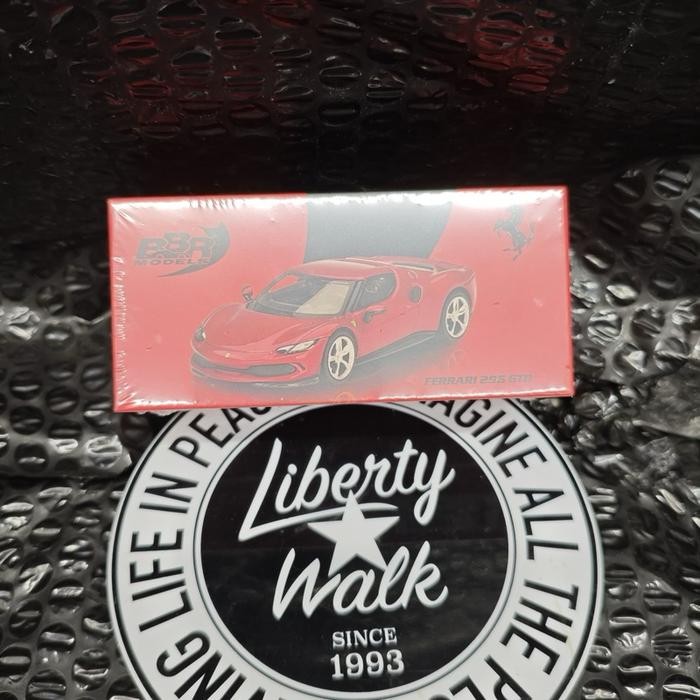 BBR
MODELS
FERRARI 296 GTB
LIFE IN PEACE
IMAGINE ALL THE
Liberty
Walk
SINCE
1993